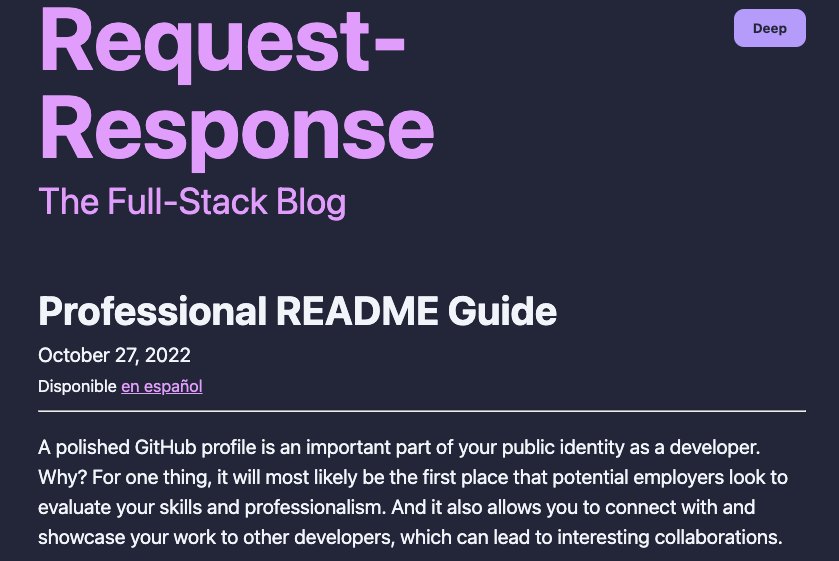 Request-
Response
Deep
The Full-Stack Blog
Professional README Guide
October 27, 2022
Disponible en español
A polished GitHub profile is an important part of your public identity as a developer.
Why? For one thing, it will most likely be the first place that potential employers look to
evaluate your skills and professionalism. And it also allows you to connect with and
showcase your work to other developers, which can lead to interesting collaborations.